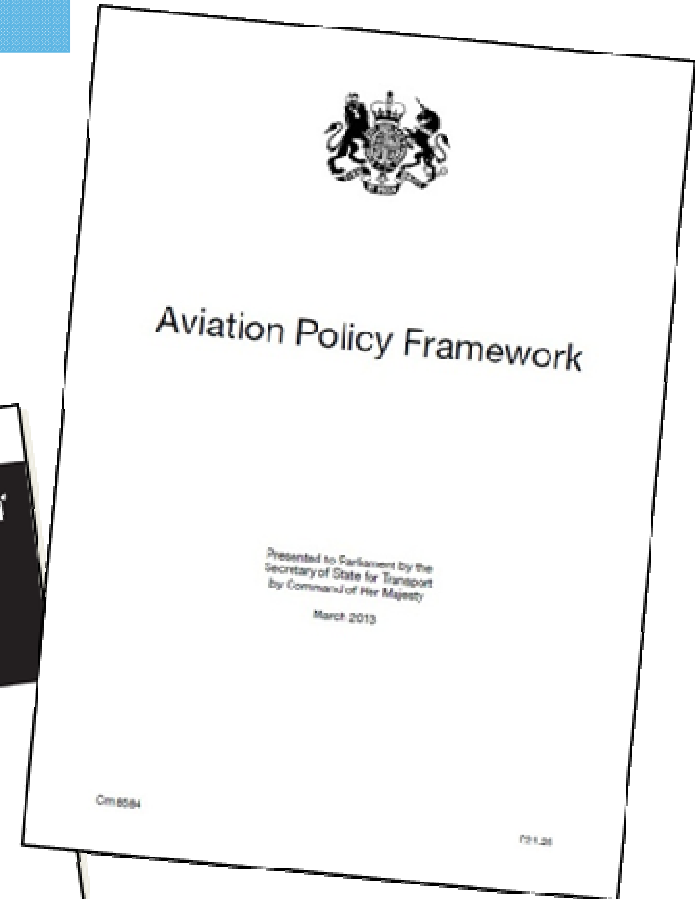 Aviation Policy Framework
Presented to Parliament by the
Secretary of State for Transport
by Command of Her Majesty
March 2013
Cm 8584